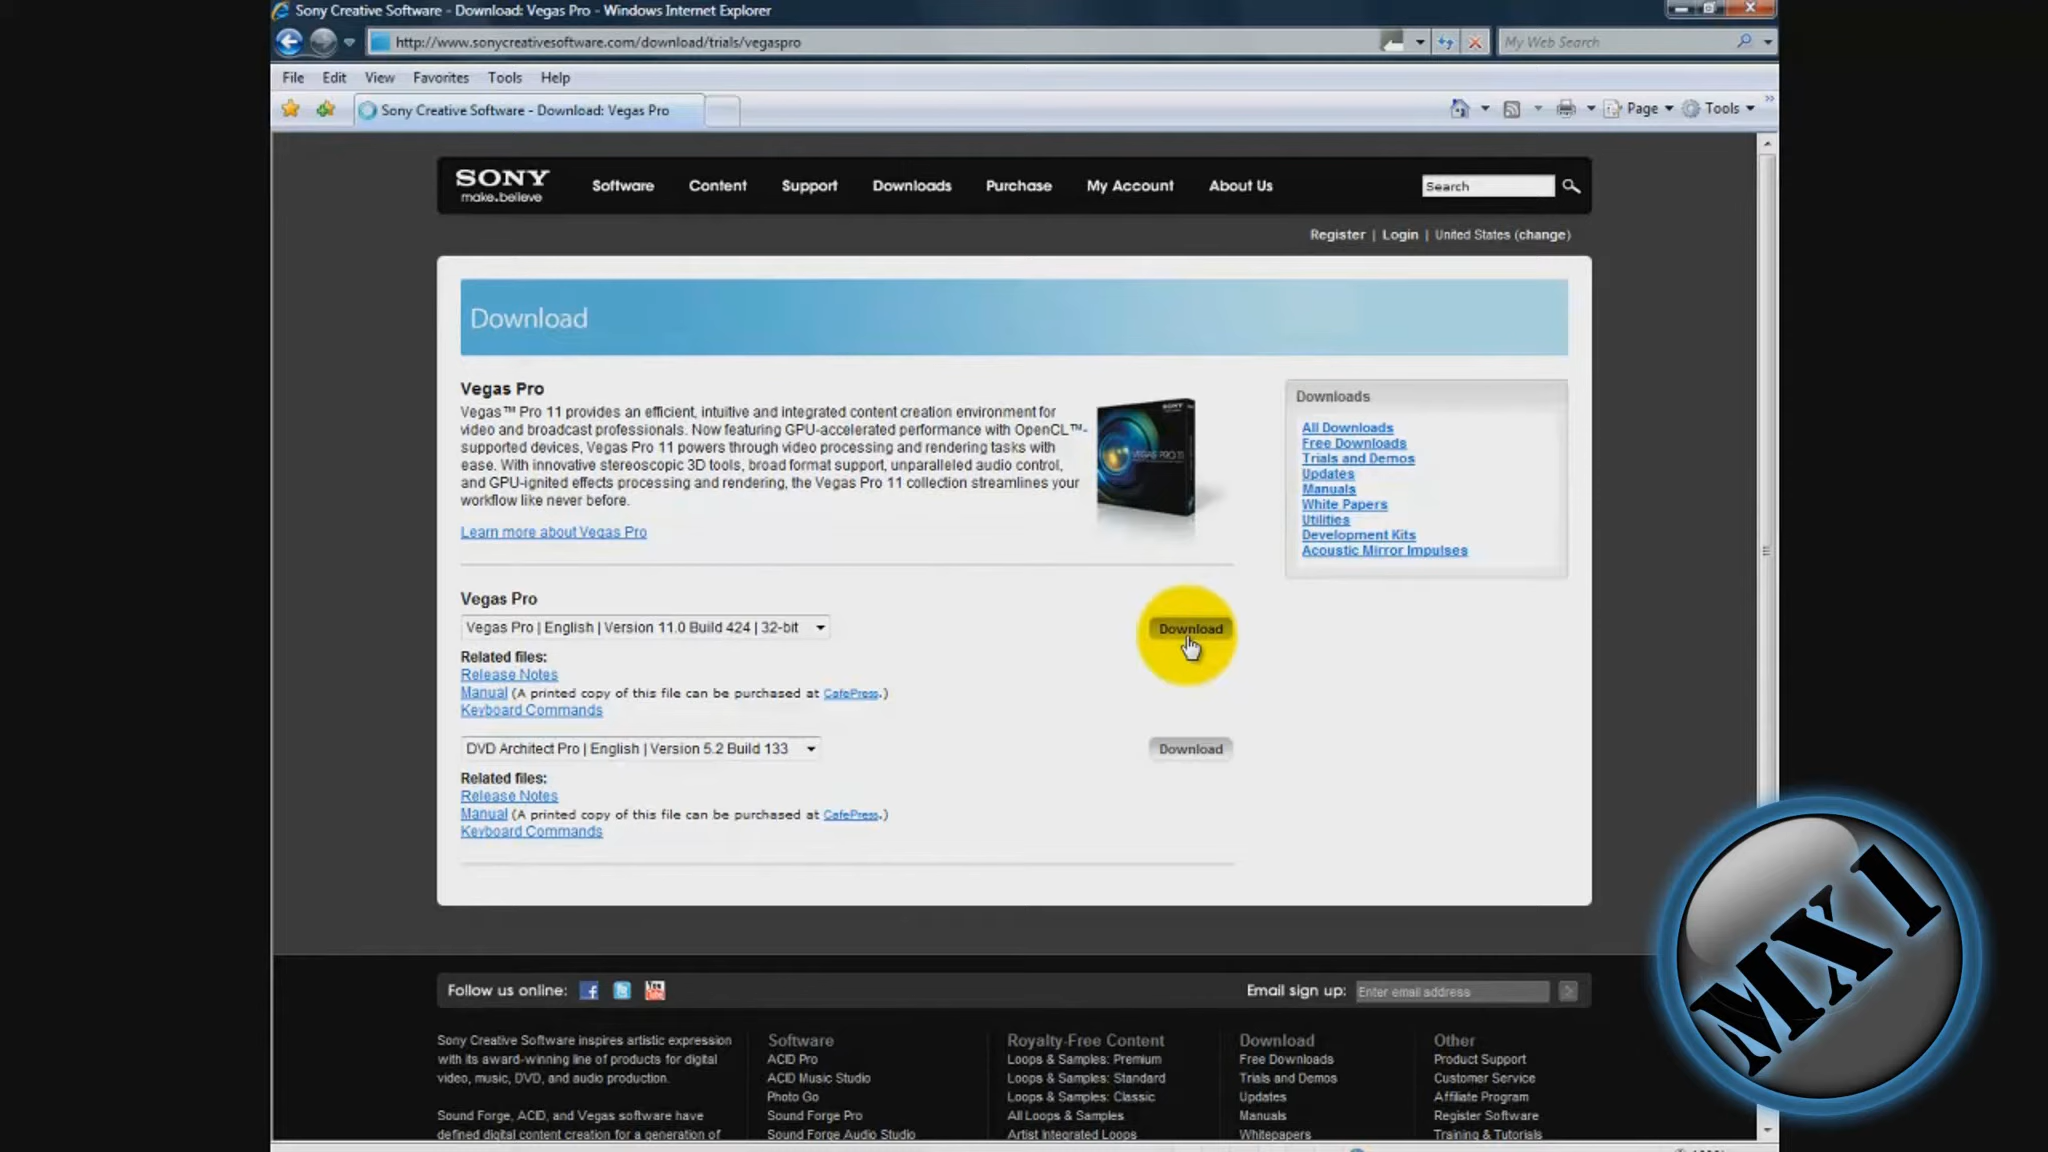 Sony Creative Software - Download: Vegas Pro - Windows Internet Explorer
http://www.sonycreativesoftware.com/download/trials/vegaspro
My Web Search
File Edit View Favorites Tools Help
Sony Creative Software - Download: Vegas Pro
Page Tools
SONY
make.believe
Software Content Support Downloads Purchase My Account About Us
Search
Register | Login | United States (change)
Download
Vegas Pro
Vegas™ Pro 11 provides an efficient, intuitive and integrated content creation environment for
video and broadcast professionals. Now featuring GPU-accelerated performance with OpenCL™-
supported devices, Vegas Pro 11 powers through video processing and rendering tasks with
ease. With innovative stereoscopic 3D tools, broad format support, unparalleled audio control,
and GPU-ignited effects processing and rendering, the Vegas Pro 11 collection streamlines your
workflow like never before.
Learn more about Vegas Pro
SONY
VEGAS PRO 11
Downloads
All Downloads
Free Downloads
Trials and Demos
Updates
Manuals
White Papers
Utilities
Development Kits
Acoustic Mirror Impulses
Vegas Pro
Vegas Pro | English | Version 11.0 Build 424 | 32-bit
Download
Related files:
Release Notes
Manual (A printed copy of this file can be purchased at CafePress.)
Keyboard Commands
DVD Architect Pro | English | Version 5.2 Build 133
Download
Related files:
Release Notes
Manual (A printed copy of this file can be purchased at CafePress.)
Keyboard Commands
Follow us online:
Email sign up: Enter email address
Sony Creative Software inspires artistic expression
with its award-winning line of products for digital
video, music, DVD, and audio production.
Sound Forge, ACID, and Vegas software have
defined digital content creation for a generation of
Software
ACID Pro
ACID Music Studio
Photo Go
Sound Forge Pro
Sound Forge Audio Studio
Royalty-Free Content
Loops & Samples: Premium
Loops & Samples: Standard
Loops & Samples: Classic
All Loops & Samples
Artist Integrated Loops
Download
Free Downloads
Trials and Demos
Updates
Manuals
Whitepapers
Other
Product Support
Customer Service
Affiliate Program
Register Software
Training & Tutorials
MX1